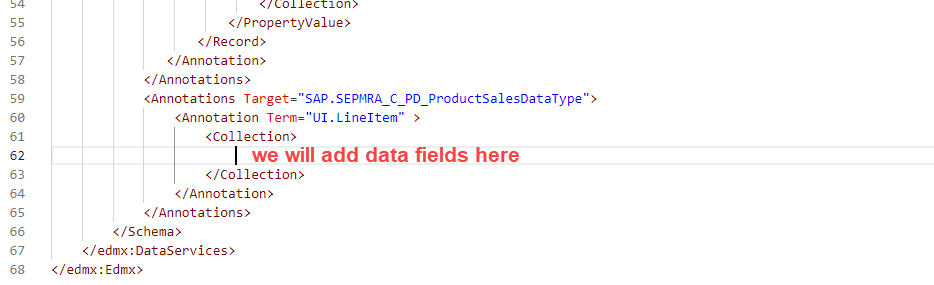 54 </Collection>
55 </PropertyValue>
56 </Record>
57 </Annotation>
58 </Annotations>
59 <Annotations Target="SAP.SEPMRA_C_PD_ProductSalesDataType">
60 <Annotation Term="UI.LineItem" >
61 <Collection>
62 we will add data fields here
63 </Collection>
64 </Annotation>
65 </Annotations>
66 </Schema>
67 </edmx:DataServices>
68 </edmx:Edmx>